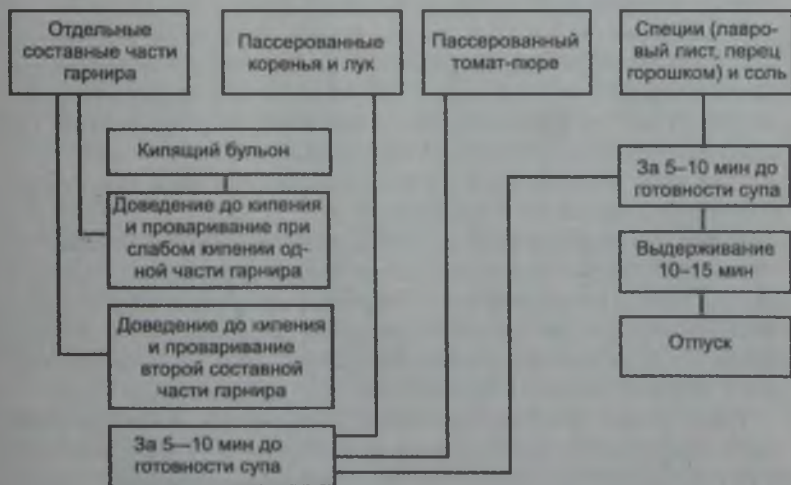 Отдельные
составные части
гарнира
Пассерованные
коренья и лук
Пассерованный
томат-пюре
Специи (лавро-
вый лист, перец
горошком) и соль
Кипящий бульон
Доведение до кипения
и проваривание при
слабом кипении од-
ной части гарнира
За 5–10 мин до
готовности супа
Выдерживание
10–15 мин
Доведение до кипения
и проваривание
второй составной
части гарнира
Отпуск
За 5—10 мин до
готовности супа